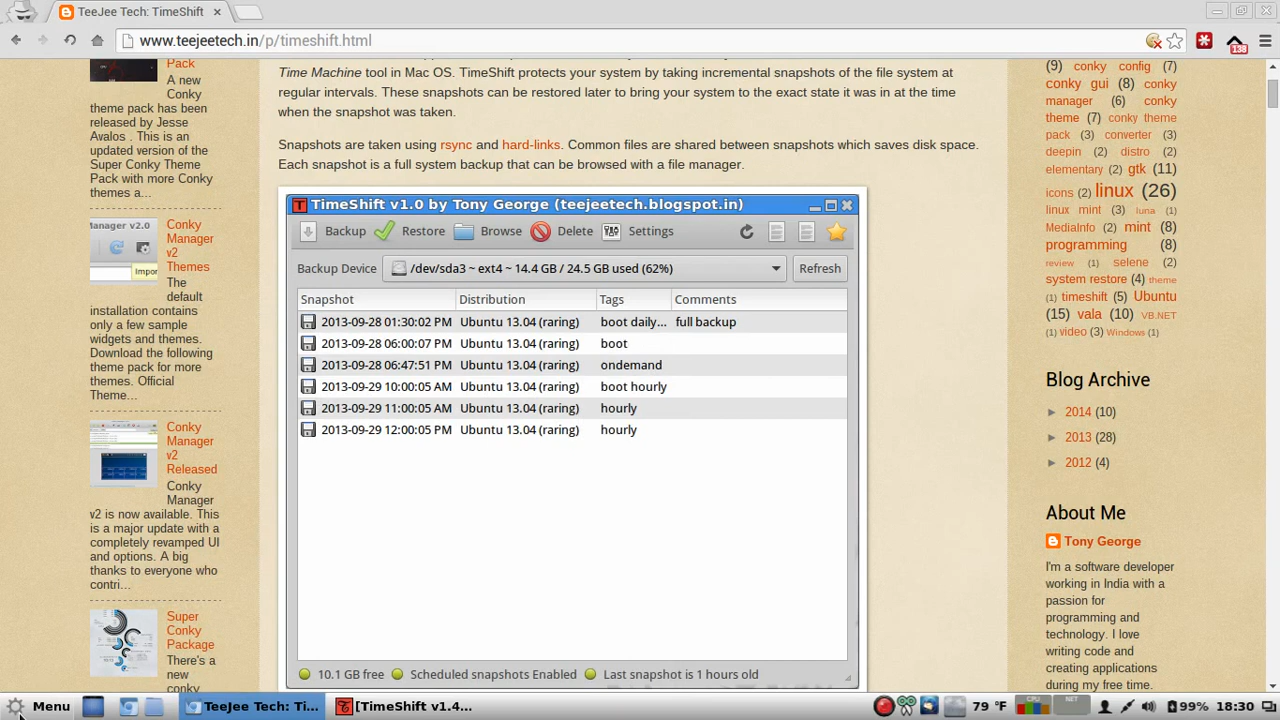 TeeJee Tech: TimeShift
www.teejeetech.in/p/timeshift.html
138
Pack
A new
Conky
theme pack has been
released by Jesse
Avalos . This is an
updated version of the
Super Conky Theme
Pack with more Conky
themes a...
Manager v2.0
Impor
Conky
Manager
v2
Themes
The
default
installation contains
only a few sample
widgets and themes.
Download the following
theme pack for more
themes. Official
Theme...
Conky
Manager
v2
Released
Conky
Manager
v2 is now available. This
is a major update with a
completely revamped UI
and options. A big
thanks to everyone who
contri...
Super
Conky
Package
There's a
new
conky
Time Machine tool in Mac OS. TimeShift protects your system by taking incremental snapshots of the file system at
regular intervals. These snapshots can be restored later to bring your system to the exact state it was in at the time
when the snapshot was taken.
Snapshots are taken using rsync and hard-links. Common files are shared between snapshots which saves disk space.
Each snapshot is a full system backup that can be browsed with a file manager.
TimeShift v1.0 by Tony George (teejeetech.blogspot.in)
Backup Restore Browse Delete Settings
Backup Device /dev/sda3 ~ ext4 ~ 14.4 GB / 24.5 GB used (62%) Refresh
Snapshot Distribution Tags Comments
2013-09-28 01:30:02 PM Ubuntu 13.04 (raring) boot daily... full backup
2013-09-28 06:00:07 PM Ubuntu 13.04 (raring) boot
2013-09-28 06:47:51 PM Ubuntu 13.04 (raring) ondemand
2013-09-29 10:00:05 AM Ubuntu 13.04 (raring) boot hourly
2013-09-29 11:00:05 AM Ubuntu 13.04 (raring) hourly
2013-09-29 12:00:05 PM Ubuntu 13.04 (raring) hourly
10.1 GB free Scheduled snapshots Enabled Last snapshot is 1 hours old
(9) conky config (7)
conky gui (8) conky
manager (6) conky
theme (7) conky theme
pack (3) converter (3)
deepin (2) distro (2)
elementary (2) gtk (11)
icons (2) linux (26)
linux mint (3) luna (1)
MediaInfo (2) mint (8)
programming (8)
review (1) selene (2)
system restore (4) theme
(1) timeshift (5) Ubuntu
(15) vala (10) VB.NET
(1) video (3) Windows (1)
Blog Archive
► 2014 (10)
► 2013 (28)
► 2012 (4)
About Me
Tony George
I'm a software developer
working in India with a
passion for
programming and
technology. I love
writing code and
creating applications
during my free time.
Menu TeeJee Tech: Ti... [TimeShift v1.4... 79 °F CPU NET 99% 18:30